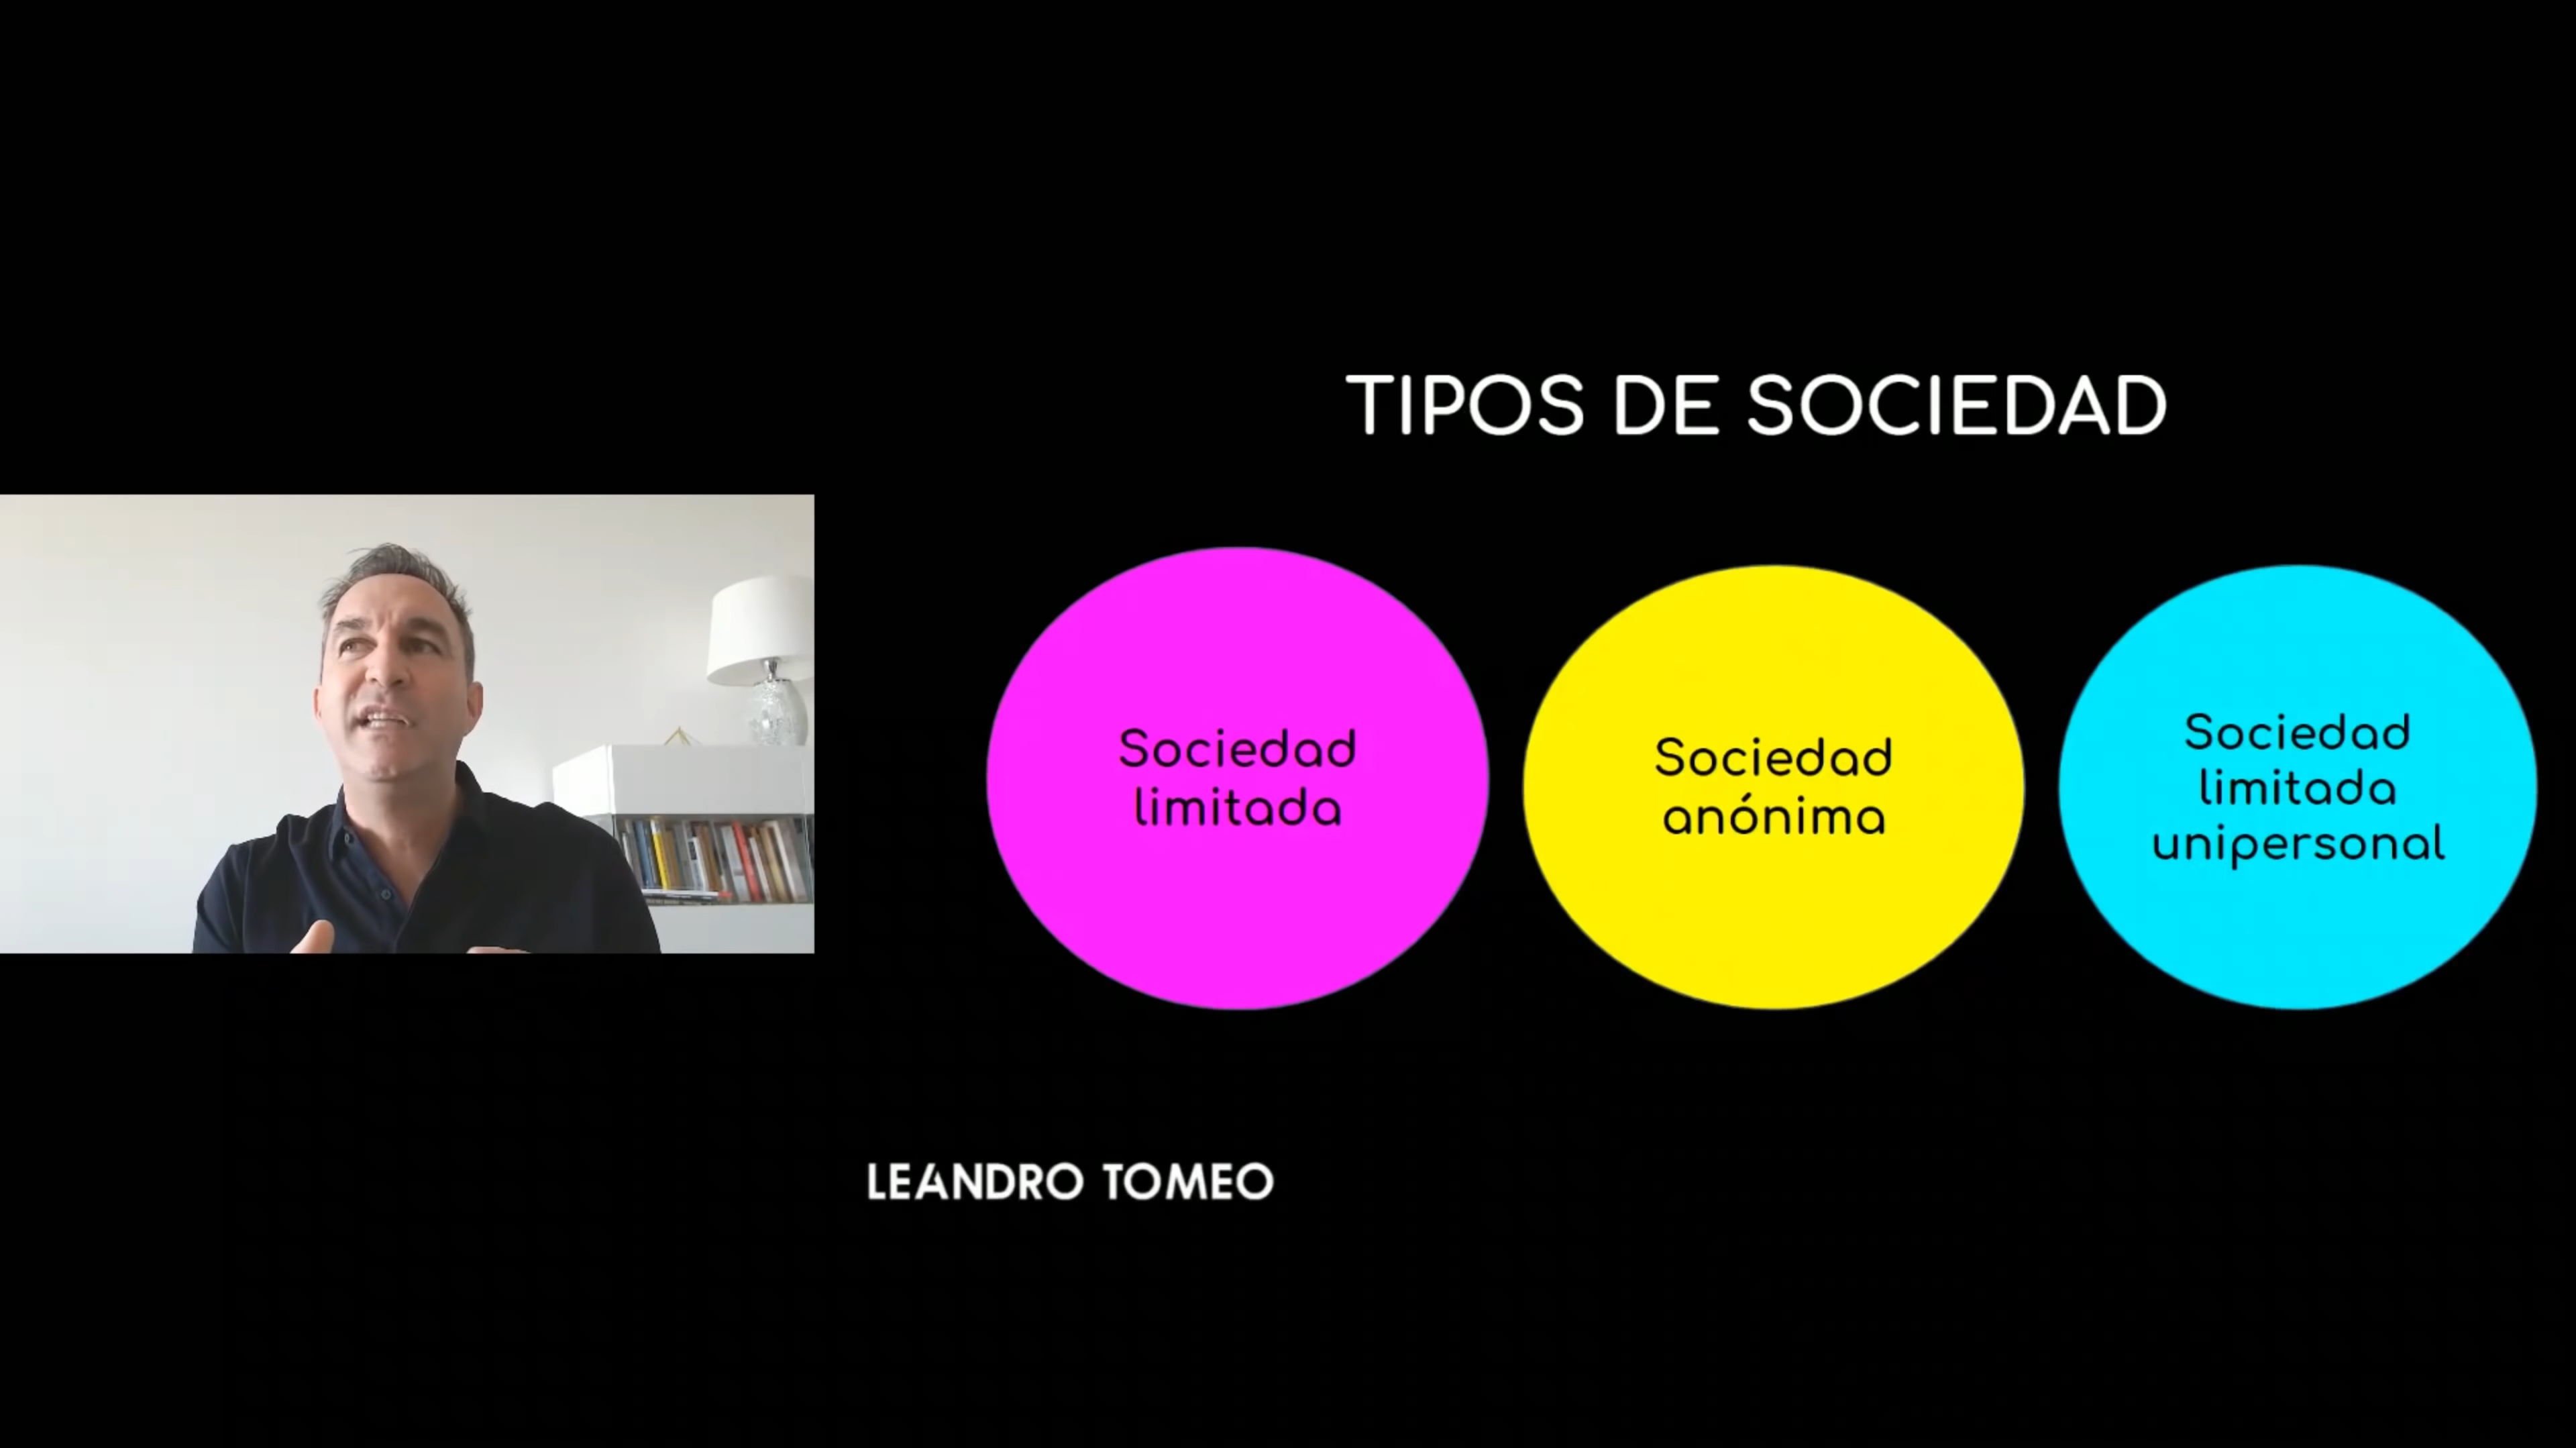 TIPOS DE SOCIEDAD
Sociedad
limitada
Sociedad
anónima
Sociedad
limitada
unipersonal
LEANDRO TOMEO